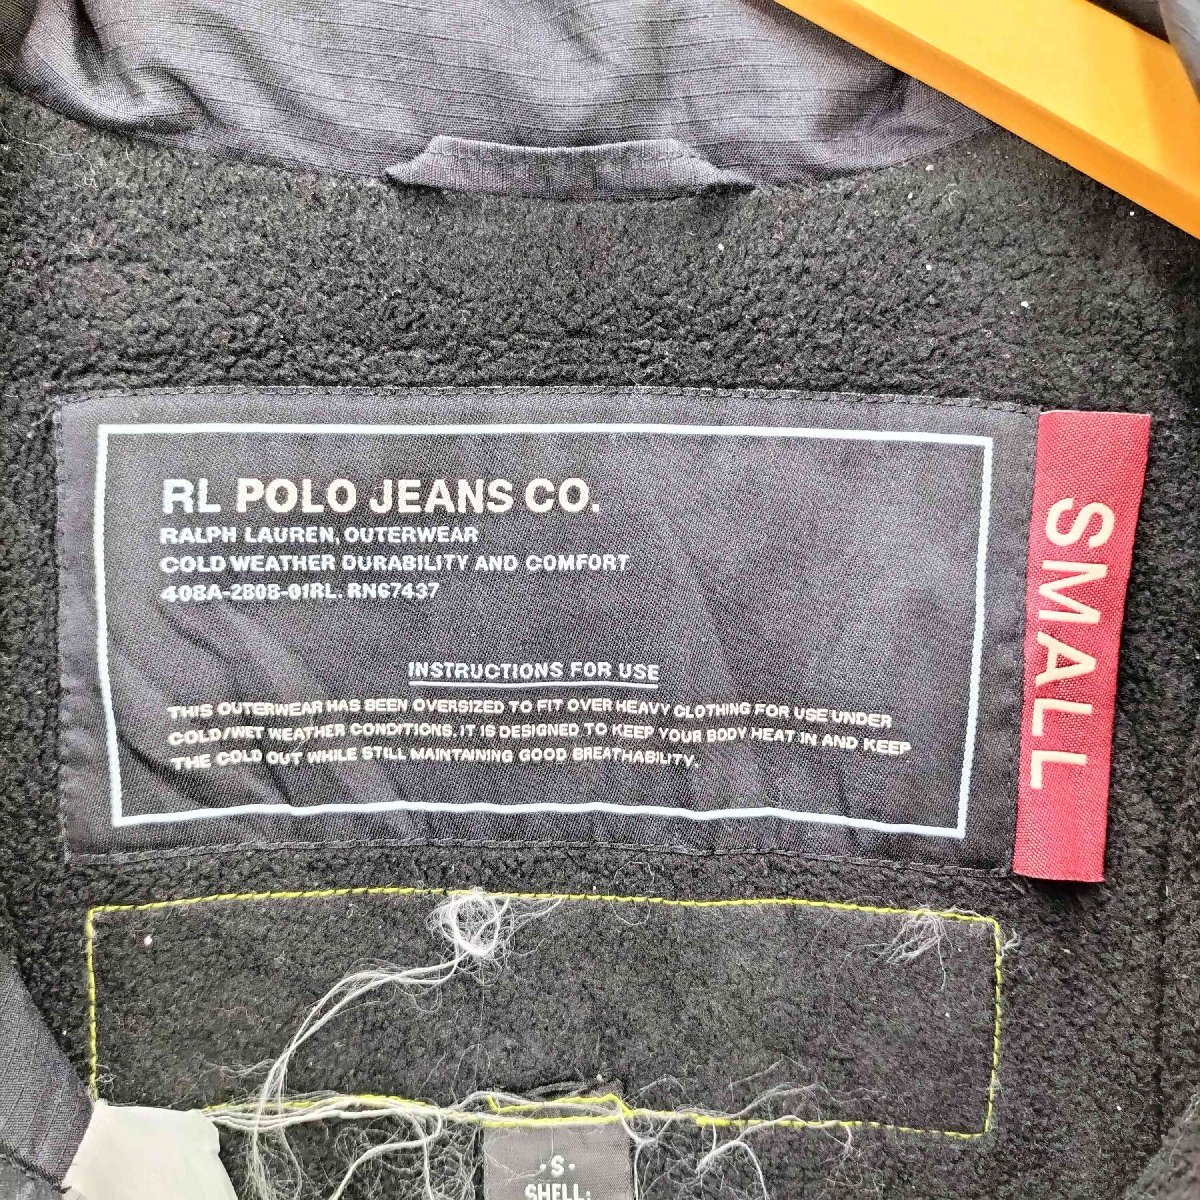 RL POLO JEANS CO.
RALPH LAUREN, OUTERWEAR
COLD WEATHER DURABILITY AND COMFORT
408A-2B08-01RL. RN67437
INSTRUCTIONS FOR USE
THIS OUTERWEAR HAS BEEN OVERSIZED TO FIT OVER HEAVY CLOTHING FOR USE UNDER
COLD/WET WEATHER CONDITIONS. IT IS DESIGNED TO KEEP YOUR BODY HEAT IN AND KEEP
THE COLD OUT WHILE STILL MAINTAINING GOOD BREATHABILITY.
SMALL
·S·
SHELL: